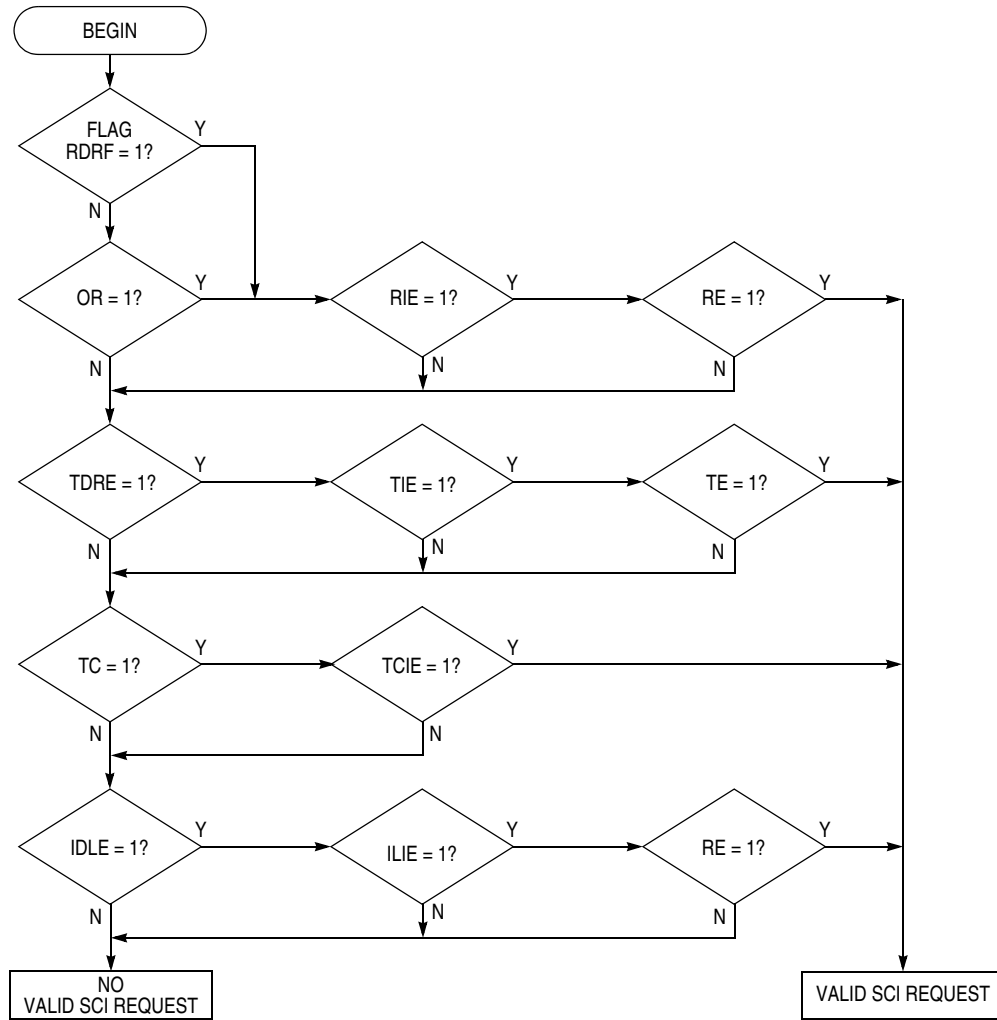 BEGIN
FLAG
RDRF = 1?
Y
N
OR = 1?
Y
RIE = 1?
Y
RE = 1?
Y
N
N
N
TDRE = 1?
Y
TIE = 1?
Y
TE = 1?
Y
N
N
N
TC = 1?
Y
TCIE = 1?
Y
N
N
IDLE = 1?
Y
ILIE = 1?
Y
RE = 1?
Y
N
N
N
NO
VALID SCI REQUEST
VALID SCI REQUEST